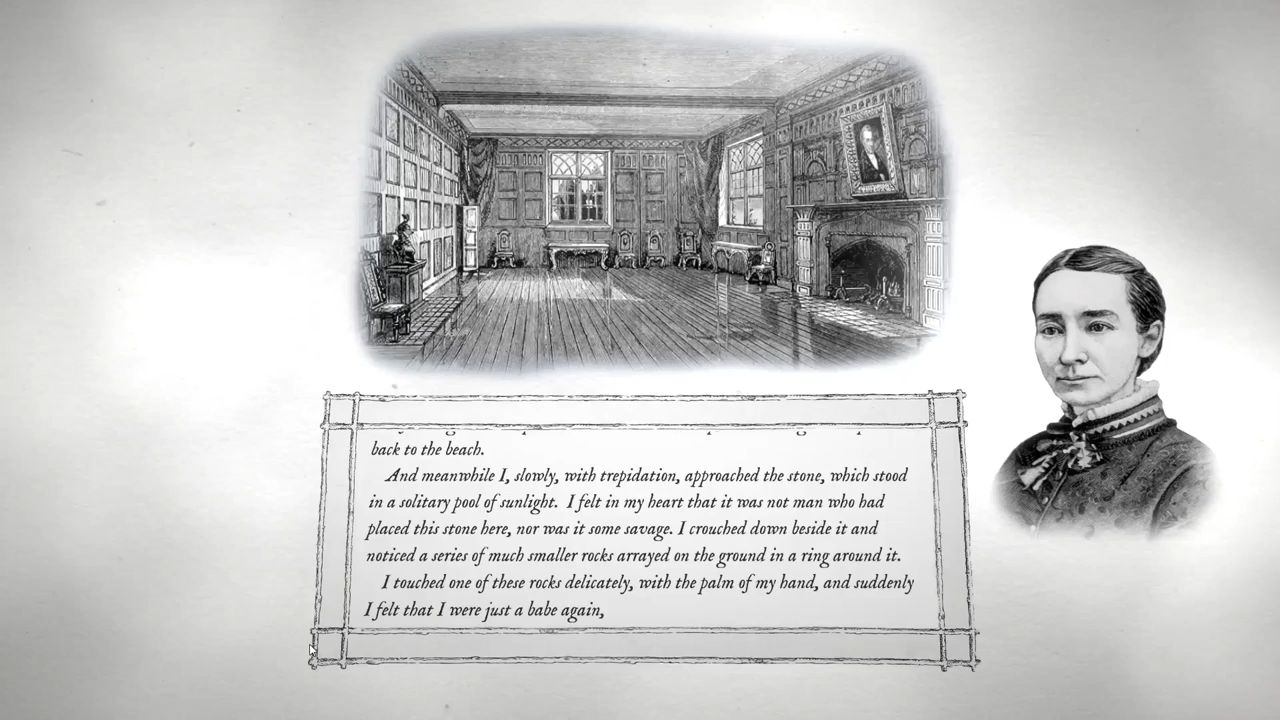 back to the beach.
And meanwhile I, slowly, with trepidation, approached the stone, which stood
in a solitary pool of sunlight. I felt in my heart that it was not man who had
placed this stone here, nor was it some savage. I crouched down beside it and
noticed a series of much smaller rocks arrayed on the ground in a ring around it.
I touched one of these rocks delicately, with the palm of my hand, and suddenly
I felt that I were just a babe again,